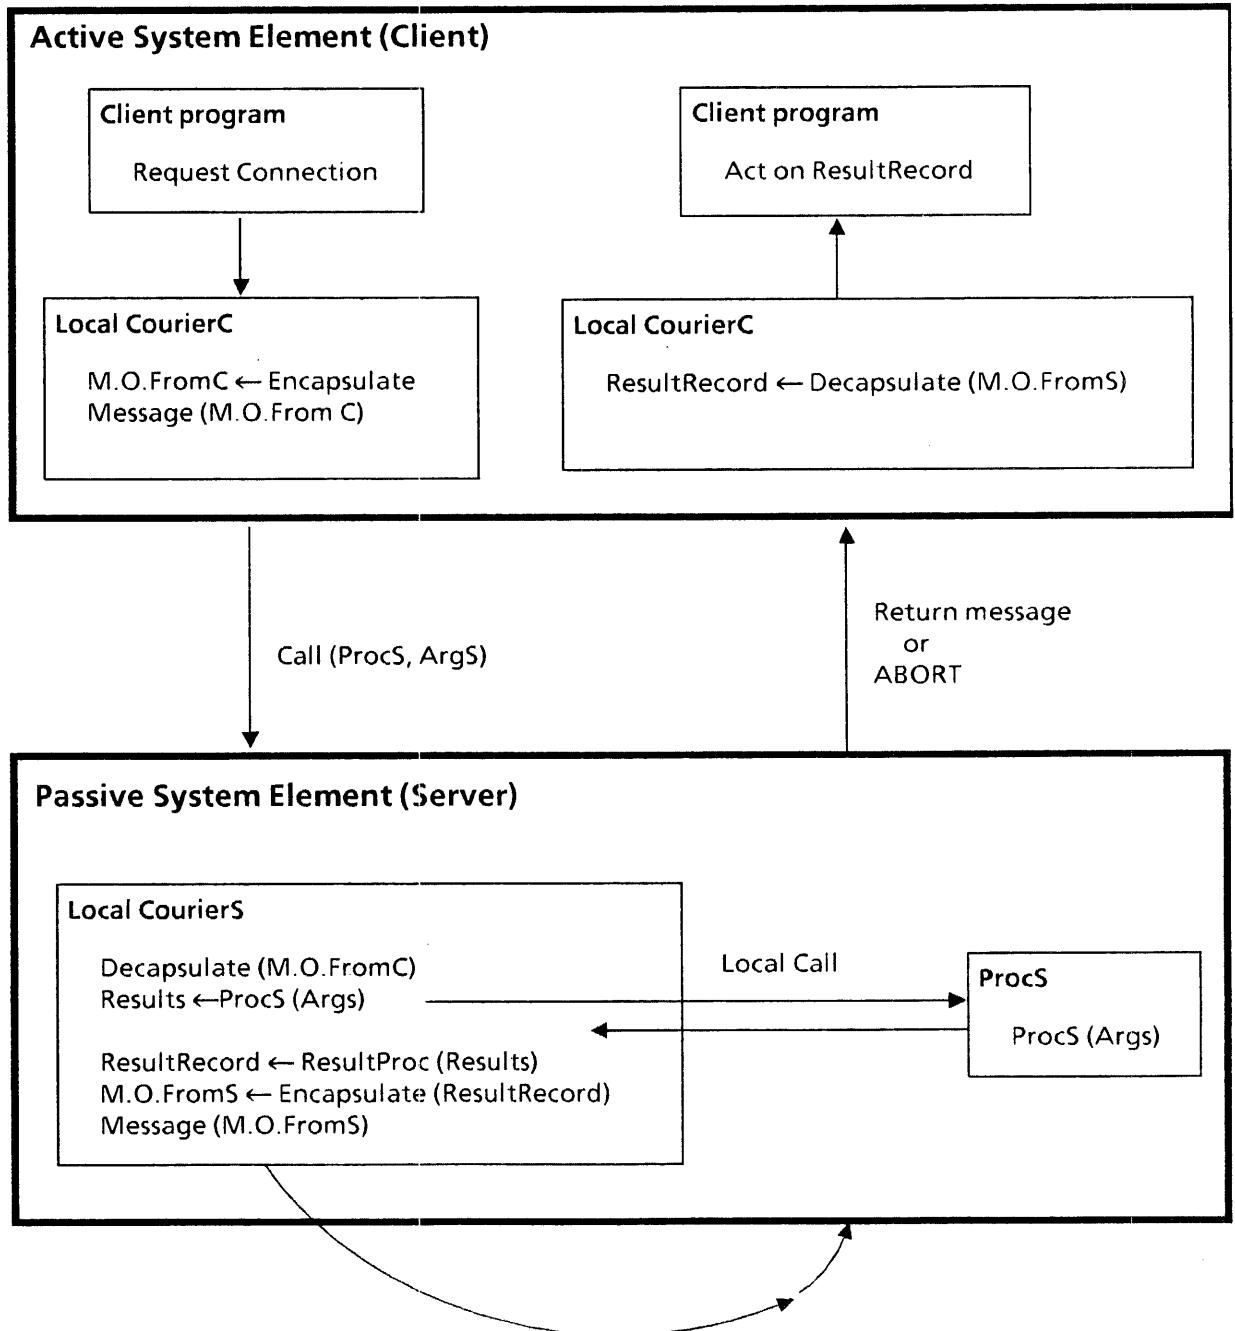 Active System Element (Client)
Client program
Request Connection
Client program
Act on ResultRecord
Local CourierC
M.O.FromC ← Encapsulate
Message (M.O.From C)
Local CourierC
ResultRecord ← Decapsulate (M.O.FromS)
Call (ProcS, ArgS)
Return message
or
ABORT
Passive System Element (Server)
Local CourierS
Decapsulate (M.O.FromC)
Results ←ProcS (Args)
ResultRecord ← ResultProc (Results)
M.O.FromS ← Encapsulate (ResultRecord)
Message (M.O.FromS)
Local Call
ProcS
ProcS (Args)